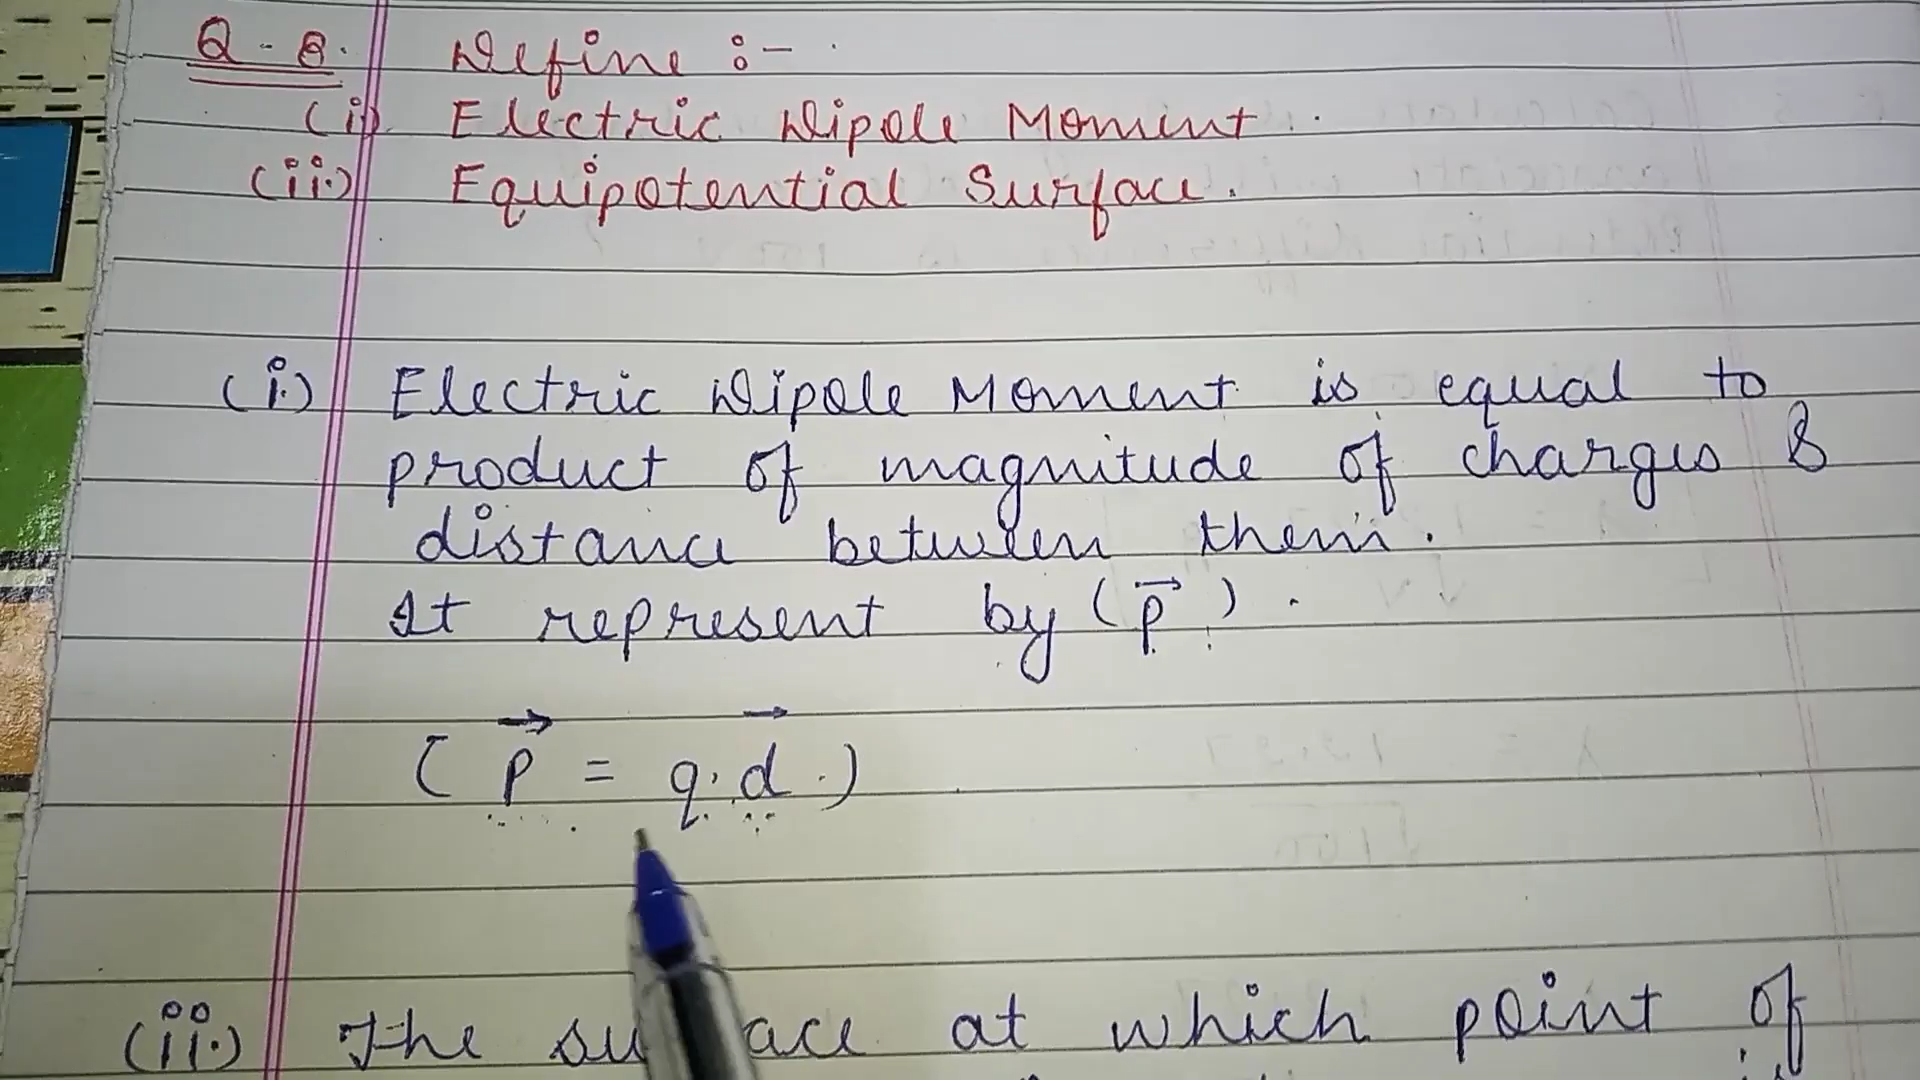 Q-8. Define :-
(i) Electric Dipole Moment.
(ii.) Equipotential Surface.
(i.) Electric Dipole Moment is equal to
product of magnitude of charges &
distance between them.
It represent by (p⃗).
( p⃗ = q.d⃗ .)
(ii.) The surface at which point of